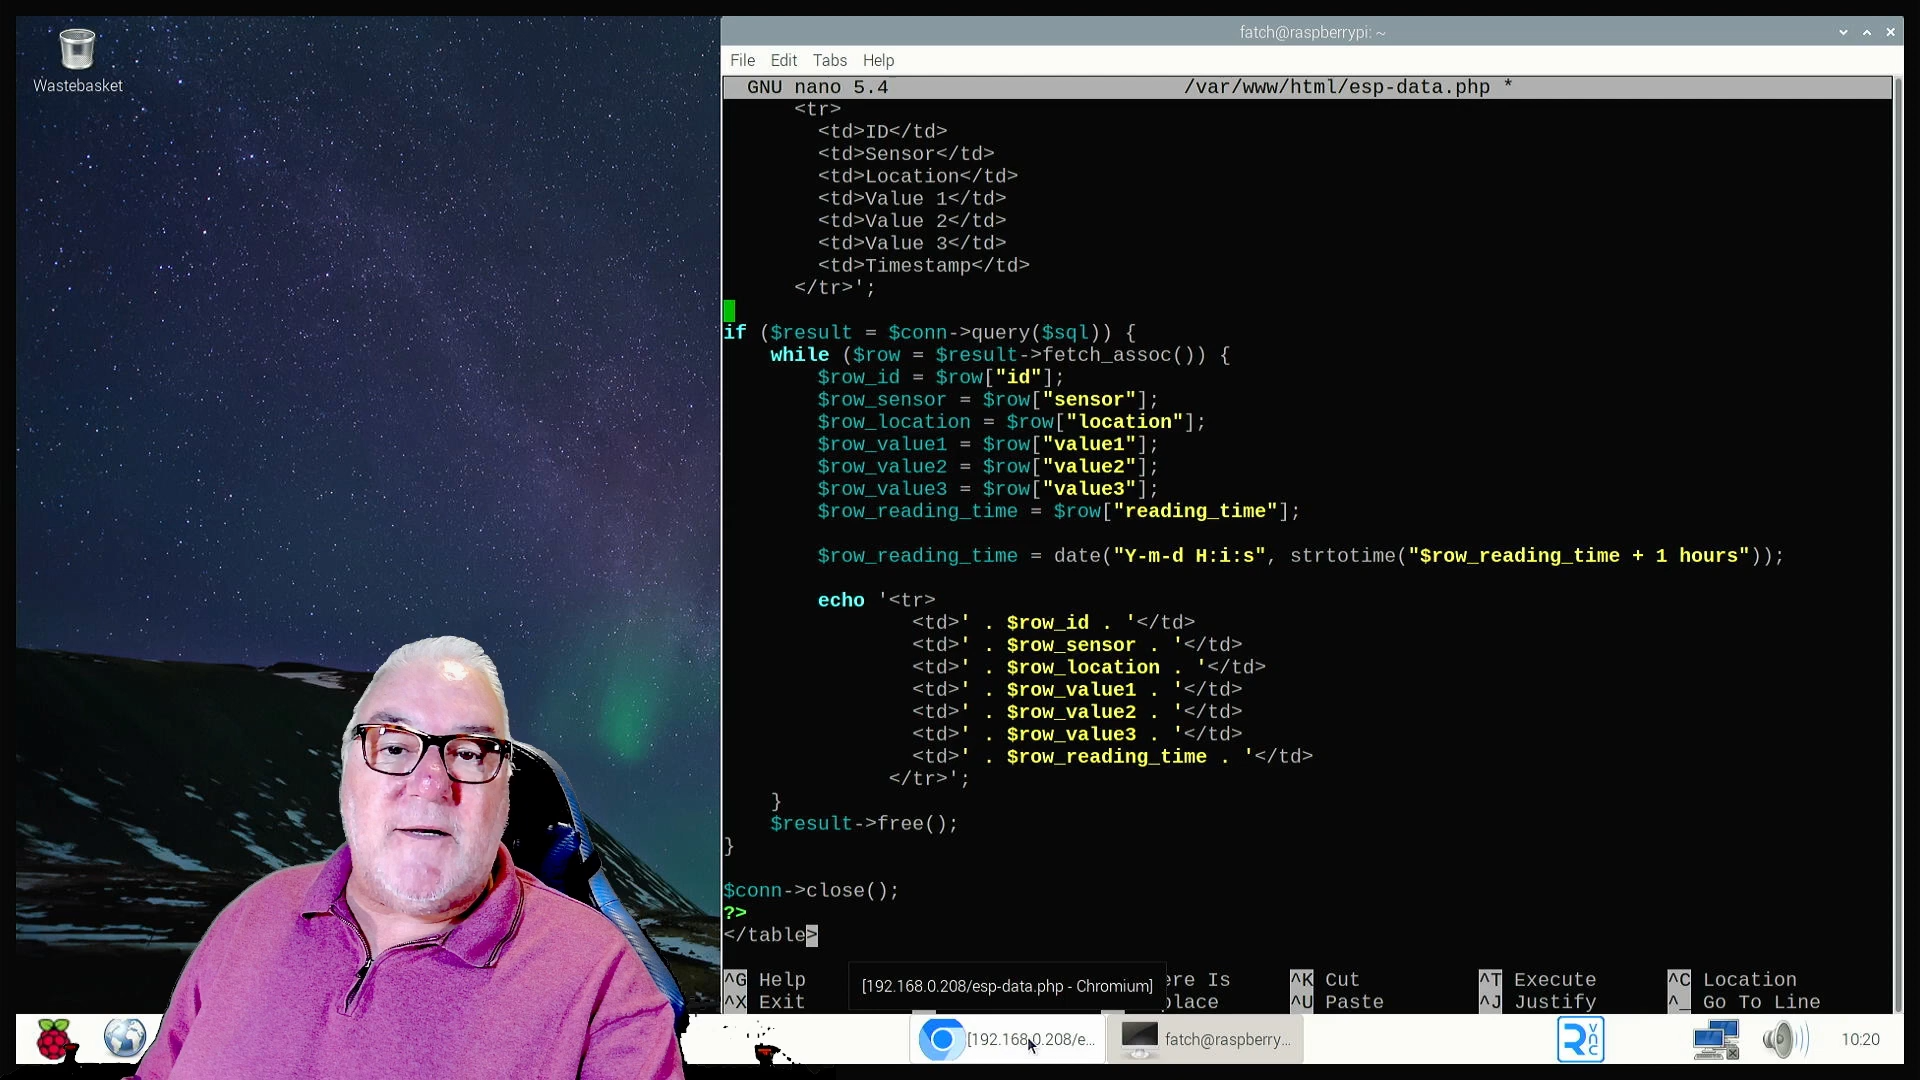 Wastebasket
fatch@raspberrypi: ~
File Edit Tabs Help
GNU nano 5.4 /var/www/html/esp-data.php *
<tr>
<td>ID</td>
<td>Sensor</td>
<td>Location</td>
<td>Value 1</td>
<td>Value 2</td>
<td>Value 3</td>
<td>Timestamp</td>
</tr>';
if ($result = $conn->query($sql)) {
while ($row = $result->fetch_assoc()) {
$row_id = $row["id"];
$row_sensor = $row["sensor"];
$row_location = $row["location"];
$row_value1 = $row["value1"];
$row_value2 = $row["value2"];
$row_value3 = $row["value3"];
$row_reading_time = $row["reading_time"];
$row_reading_time = date("Y-m-d H:i:s", strtotime("$row_reading_time + 1 hours"));
echo '<tr>
<td>' . $row_id . '</td>
<td>' . $row_sensor . '</td>
<td>' . $row_location . '</td>
<td>' . $row_value1 . '</td>
<td>' . $row_value2 . '</td>
<td>' . $row_value3 . '</td>
<td>' . $row_reading_time . '</td>
</tr>';
}
$result->free();
}
$conn->close();
?>
</table>
^G Help ere Is ^K Cut ^T Execute ^C Location
^X Exit place ^U Paste ^J Justify ^_ Go To Line
[192.168.0.208/esp-data.php - Chromium]
[192.168.0.208/e... fatch@raspberry... VNC 10:20